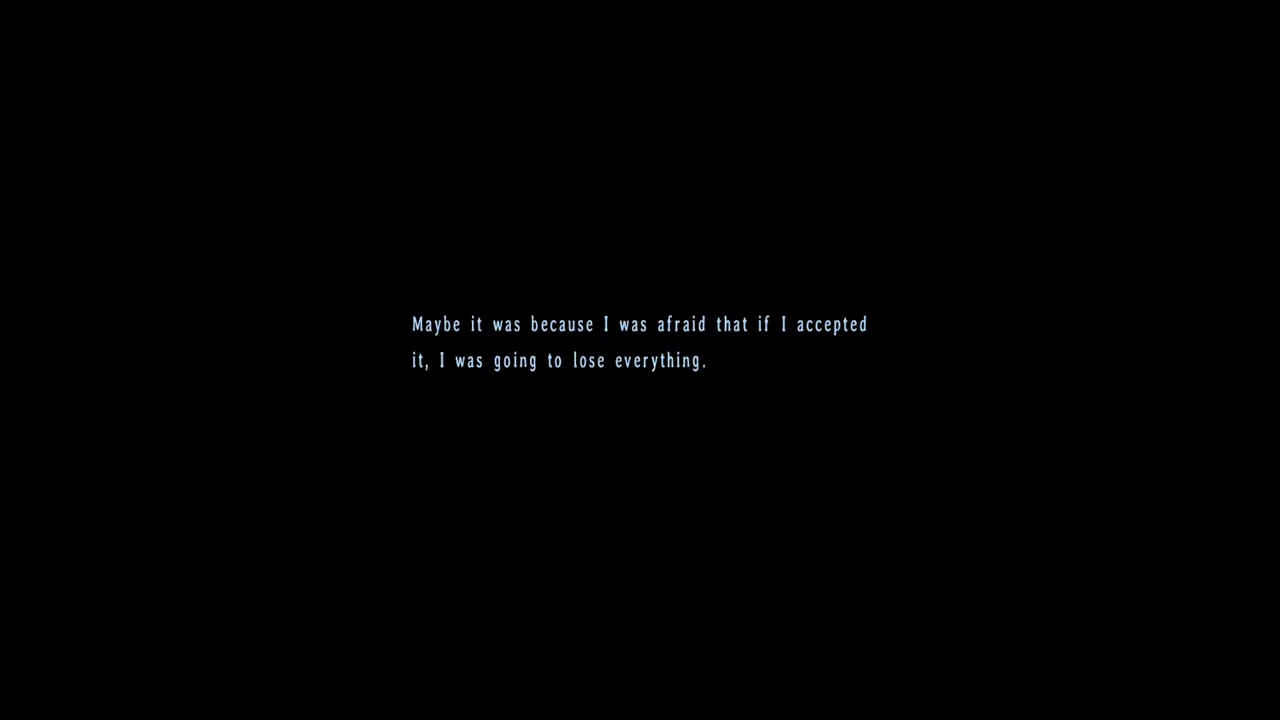 Maybe it was because I was afraid that if I accepted
it, I was going to lose everything.